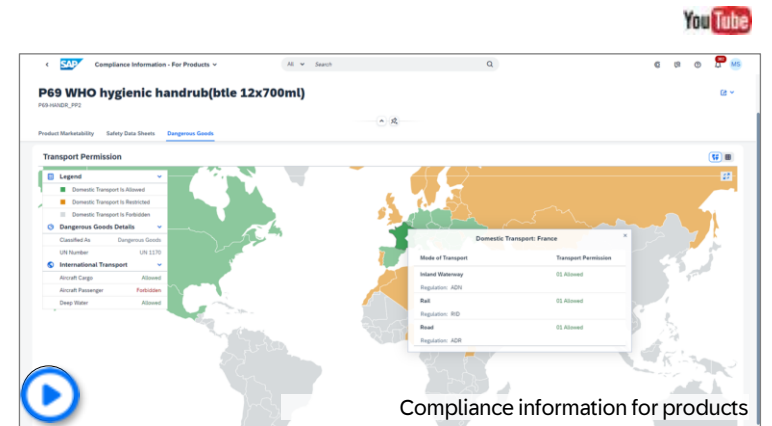 You Tube
SAP Compliance Information - For Products
All Search
MS
P69 WHO hygienic handrub(btle 12x700ml)
P69-HANDR_PP2
Product Marketability Safety Data Sheets Dangerous Goods
Transport Permission
Legend
Domestic Transport Is Allowed
Domestic Transport Is Restricted
Domestic Transport Is Forbidden
Dangerous Goods Details
Classified As Dangerous Goods
UN Number UN 1170
International Transport
Aircraft Cargo Allowed
Aircraft Passenger Forbidden
Deep Water Allowed
Domestic Transport: France
Mode of Transport Transport Permission
Inland Waterway 01 Allowed
Regulation: ADN
Rail 01 Allowed
Regulation: RID
Road 01 Allowed
Regulation: ADR
Compliance information for products